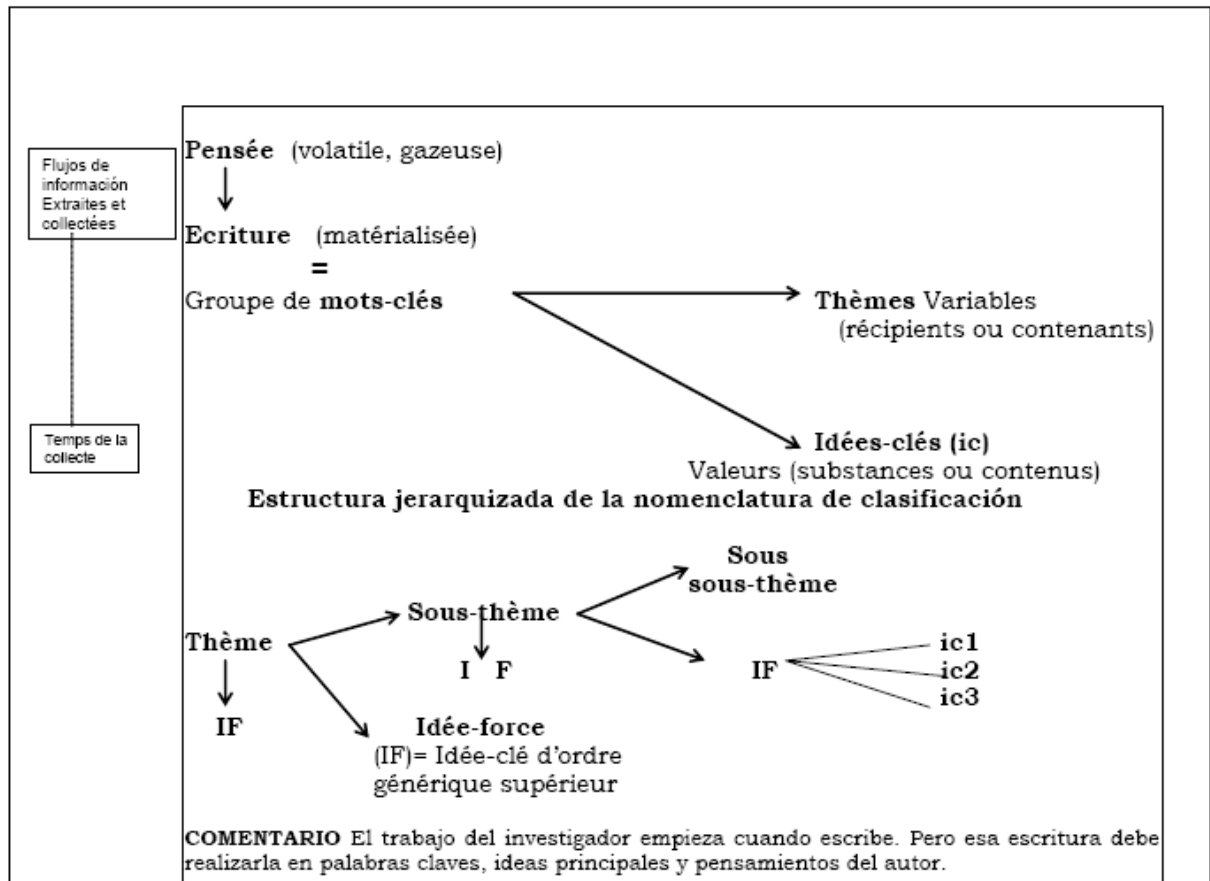 Pensée (volatile, gazeuse)
Flujos de
información
Extraites et
collectées
Ecriture (matérialisée)
=
Groupe de mots-clés
Thèmes Variables
(récipients ou contenants)
Temps de la
collecte
Idées-clés (ic)
Valeurs (substances ou contenus)
Estructura jerarquizada de la nomenclatura de clasificación
Sous
sous-thème
Sous-thème
Thème
I F
IF
ic1
ic2
ic3
IF
Idée-force
(IF)= Idée-clé d'ordre
générique supérieur
COMENTARIO El trabajo del investigador empieza cuando escribe. Pero esa escritura debe
realizarla en palabras claves, ideas principales y pensamientos del autor.